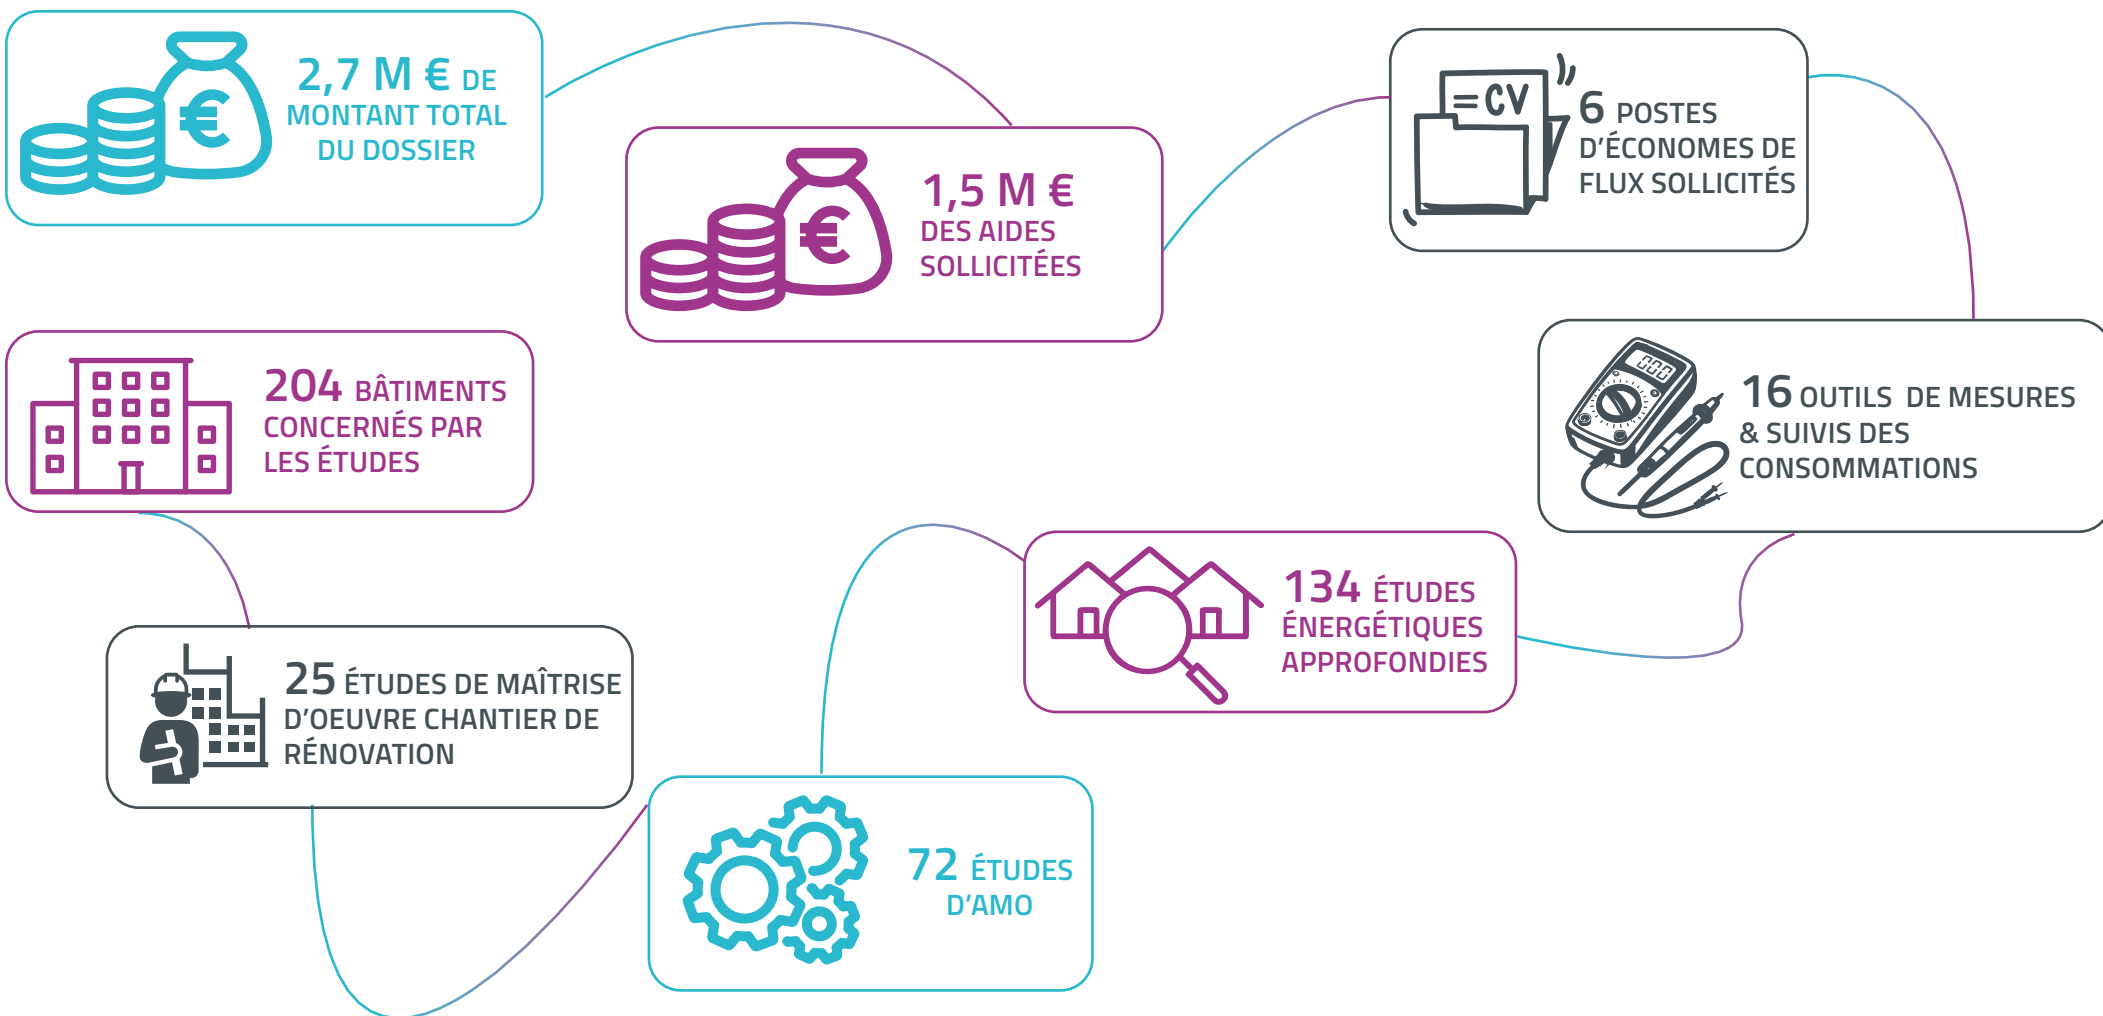 2,7 M € DE
MONTANT TOTAL
DU DOSSIER
€
1,5 M €
DES AIDES
SOLLICITÉES
€
= CV
6 POSTES
D'ÉCONOMES DE
FLUX SOLLICITÉS
000
16 OUTILS DE MESURES
& SUIVIS DES
CONSOMMATIONS
134 ÉTUDES
ÉNERGÉTIQUES
APPROFONDIES
72 ÉTUDES
D'AMO
25 ÉTUDES DE MAÎTRISE
D'OEUVRE CHANTIER DE
RÉNOVATION
204 BÂTIMENTS
CONCERNÉS PAR
LES ÉTUDES